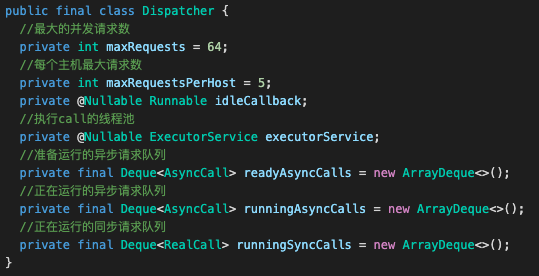 public final class Dispatcher {
//最大的并发请求数
private int maxRequests = 64;
//每个主机最大请求数
private int maxRequestsPerHost = 5;
private @Nullable Runnable idleCallback;
//执行call的线程池
private @Nullable ExecutorService executorService;
//准备运行的异步请求队列
private final Deque<AsyncCall> readyAsyncCalls = new ArrayDeque<>();
//正在运行的异步请求队列
private final Deque<AsyncCall> runningAsyncCalls = new ArrayDeque<>();
//正在运行的同步请求队列
private final Deque<RealCall> runningSyncCalls = new ArrayDeque<>();
}